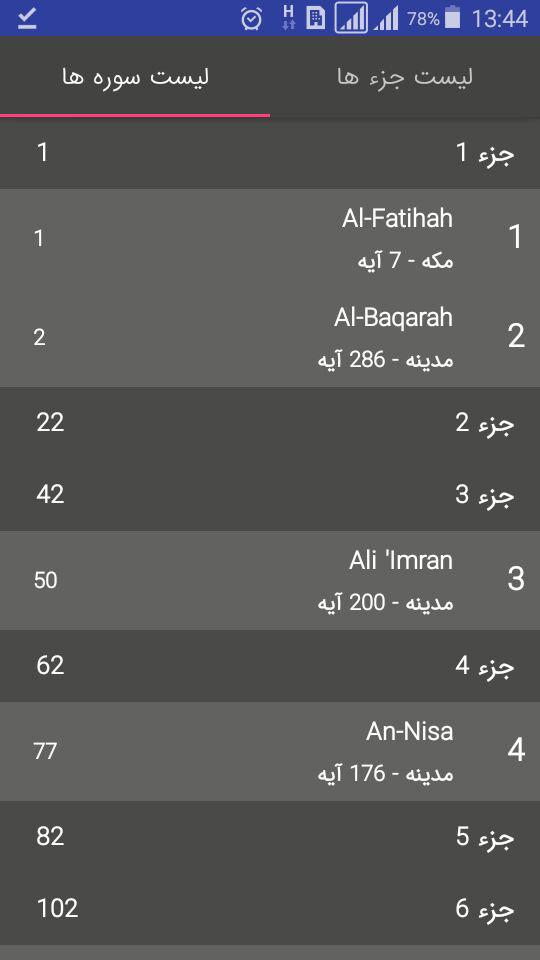 H 78% 13:44
لیست جزء ها
لیست سوره ها
جزء 1
1
1
Al-Fatihah
مکه - 7 آیه
1
2
Al-Baqarah
مدینه - 286 آیه
2
جزء 2
22
جزء 3
42
3
Ali 'Imran
مدینه - 200 آیه
50
جزء 4
62
4
An-Nisa
مدینه - 176 آیه
77
جزء 5
82
جزء 6
102